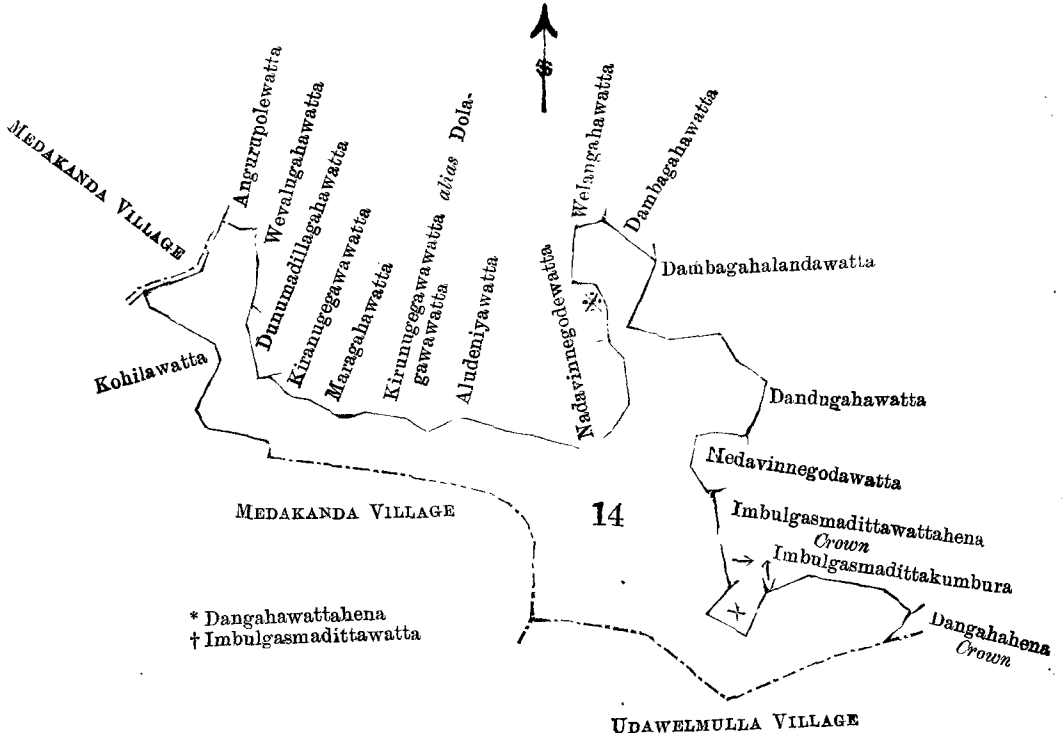 MEDAKANDA VILLAGE
Angurupolewatta
Wevalugahawatta
Dunumadillagahawatta
Kiranugegawawatta
Maragahawatta
Kirunugegawawatta alias Dola-
gawawatta
Aludeniyawatta
Nadavinnegodewatta
Welangahawatta
Dambagahawatta
Dambagahalandawatta
Kohilawatta
Dandugahawatta
Medavinnegodawatta
MEDAKANDA VILLAGE
14
Imbulgasmadittawattahena
Crown
Imbulgasmadittakumbura
* Dangahawattahena
† Imbulgasmadittawatta
Dangahahena
Crown
UDAWELMULLA VILLAGE